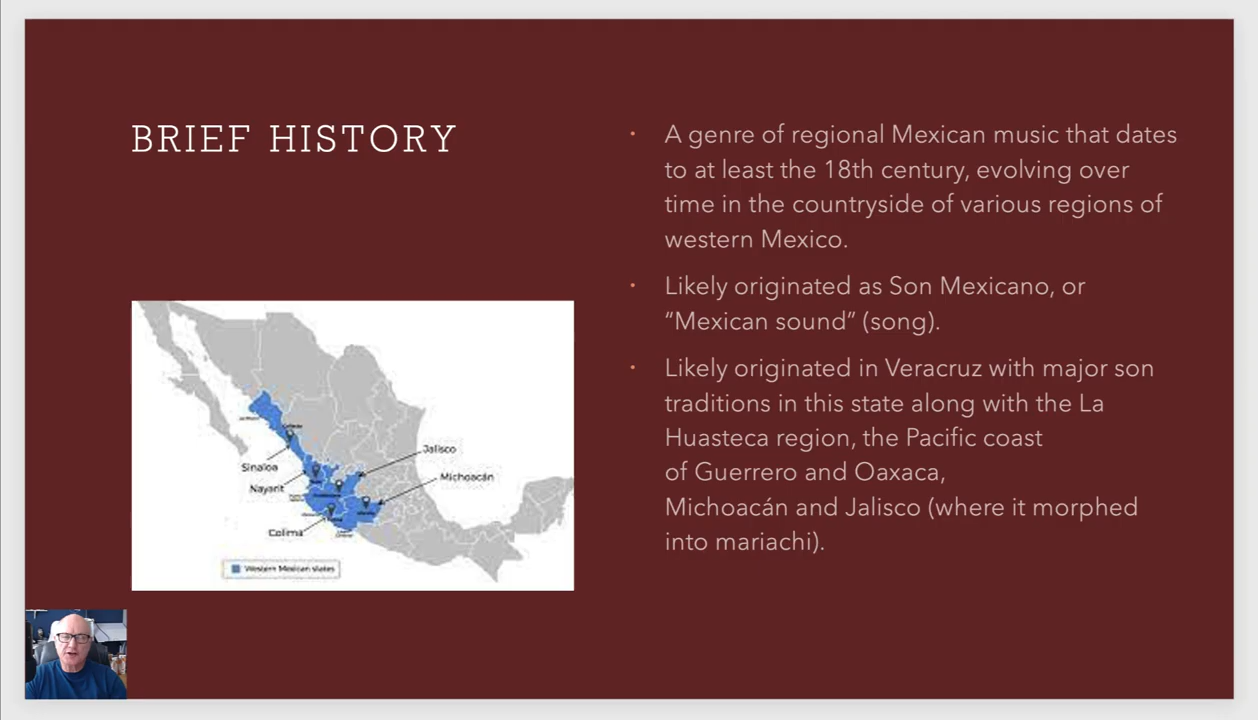 BRIEF HISTORY
• A genre of regional Mexican music that dates
to at least the 18th century, evolving over
time in the countryside of various regions of
western Mexico.
• Likely originated as Son Mexicano, or
“Mexican sound” (song).
• Likely originated in Veracruz with major son
traditions in this state along with the La
Huasteca region, the Pacific coast
of Guerrero and Oaxaca,
Michoacán and Jalisco (where it morphed
into mariachi).
Jalisco
Sinaloa
Michoacán
Nayarit
Colima
Western Mexican states